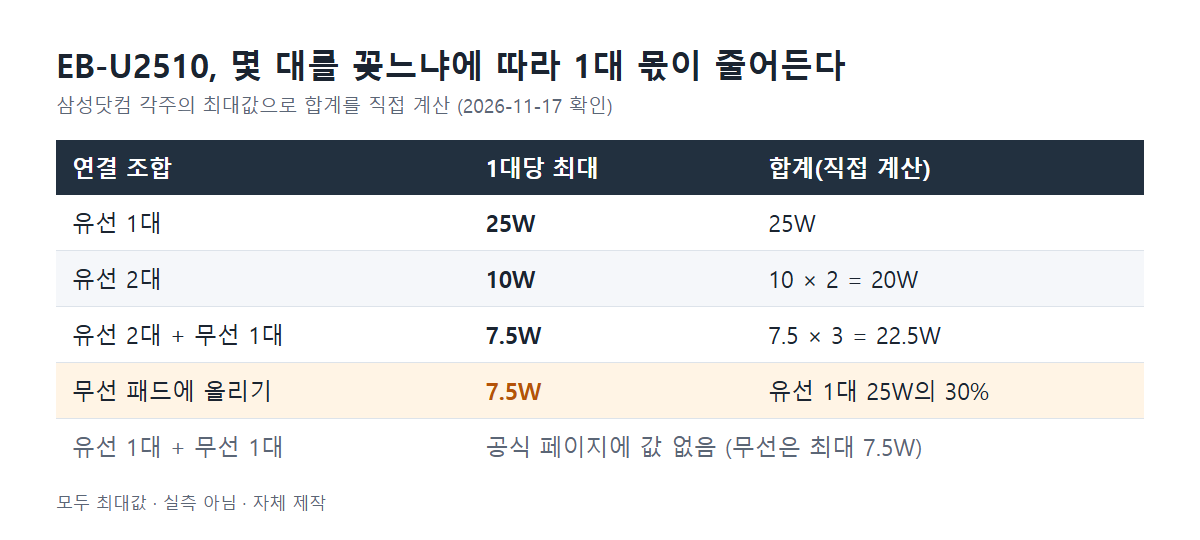 EB-U2510, 몇 대를 꽂느냐에 따라 1대 몫이 줄어든다
삼성닷컴 각주의 최대값으로 합계를 직접 계산 (2026-11-17 확인)
연결 조합 1대당 최대 합계(직접 계산)
유선 1대 25W 25W
유선 2대 10W 10 × 2 = 20W
유선 2대 + 무선 1대 7.5W 7.5 × 3 = 22.5W
무선 패드에 올리기 7.5W 유선 1대 25W의 30%
유선 1대 + 무선 1대 공식 페이지에 값 없음 (무선은 최대 7.5W)
모두 최대값 · 실측 아님 · 자체 제작